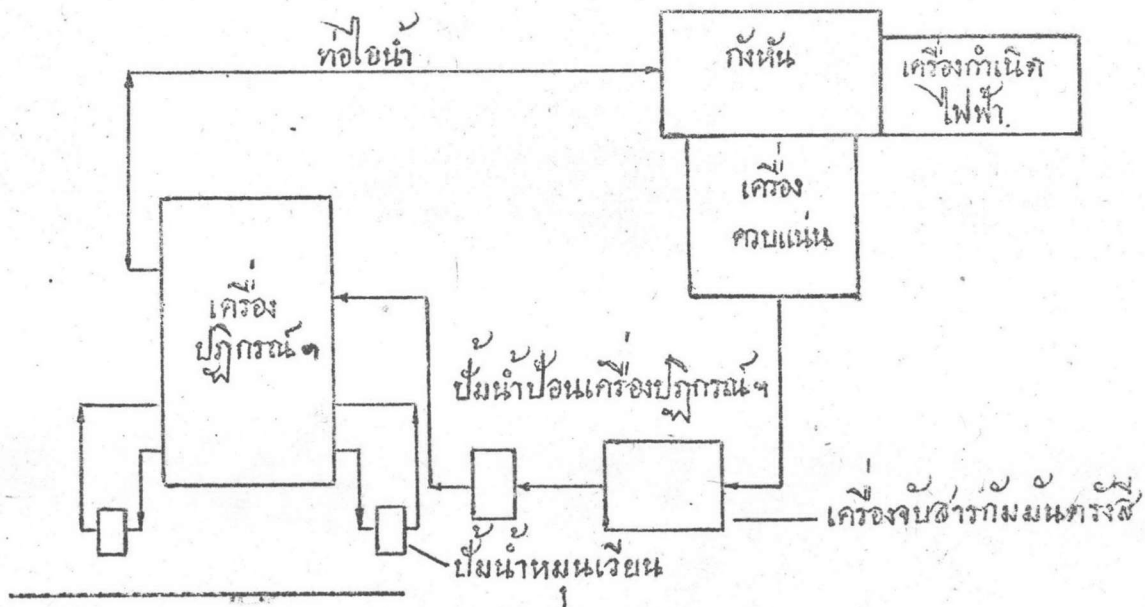 ท่อไอน้ำ
กังหัน
เครื่องกำเนิด
ไฟฟ้า.
เครื่อง
ควบแน่น
เครื่อง
ปฏิกรณ์ฯ
ปั๊มน้ำป้อนเครื่องปฏิกรณ์ฯ
เครื่องจับสารกัมมันตรังสี
ปั๊มน้ำหมุนเวียน